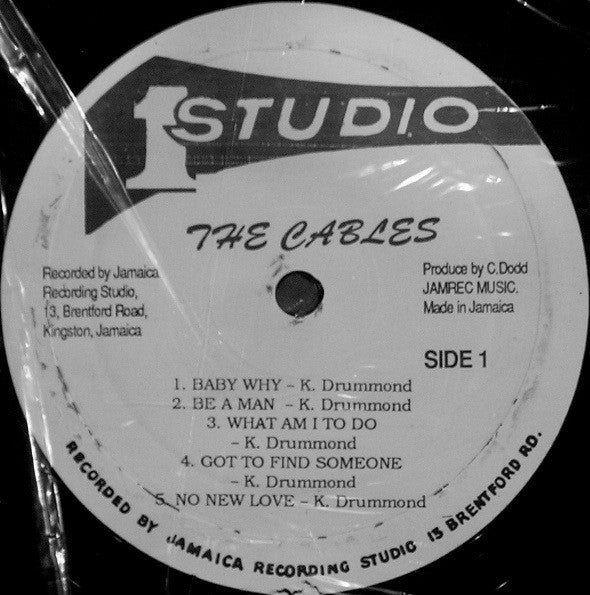 1 STUDIO
THE CABLES
Recorded by Jamaica
Recording Studio,
13, Brentford Road,
Kingston, Jamaica
Produce by C.Dodd
JAMREC MUSIC.
Made in Jamaica
SIDE 1
1. BABY WHY – K. Drummond
2. BE A MAN – K. Drummond
3. WHAT AM I TO DO
– K. Drummond
4. GOT TO FIND SOMEONE
– K. Drummond
5. NO NEW LOVE – K. Drummond
RECORDED BY JAMAICA RECORDING STUDIO 13 BRENTFORD RD.